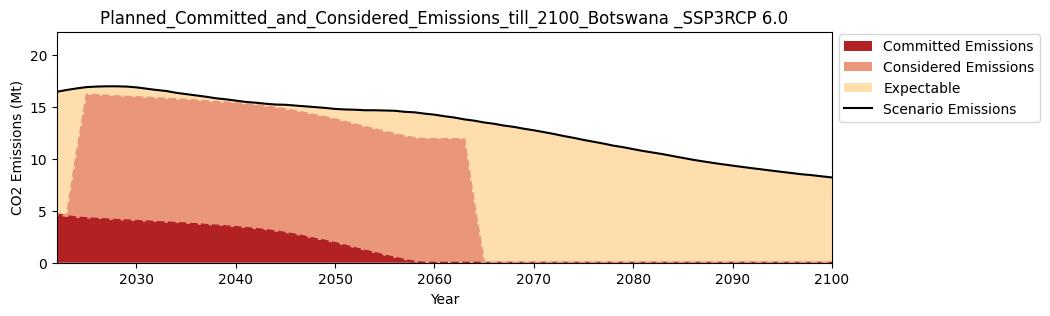 Planned_Committed_and_Considered_Emissions_till_2100_Botswana _SSP3RCP 6.0
Committed Emissions
Considered Emissions
Expectable
Scenario Emissions
CO2 Emissions (Mt)
20
15
10
5
0
2030
2040
2050
2060
2070
2080
2090
2100
Year